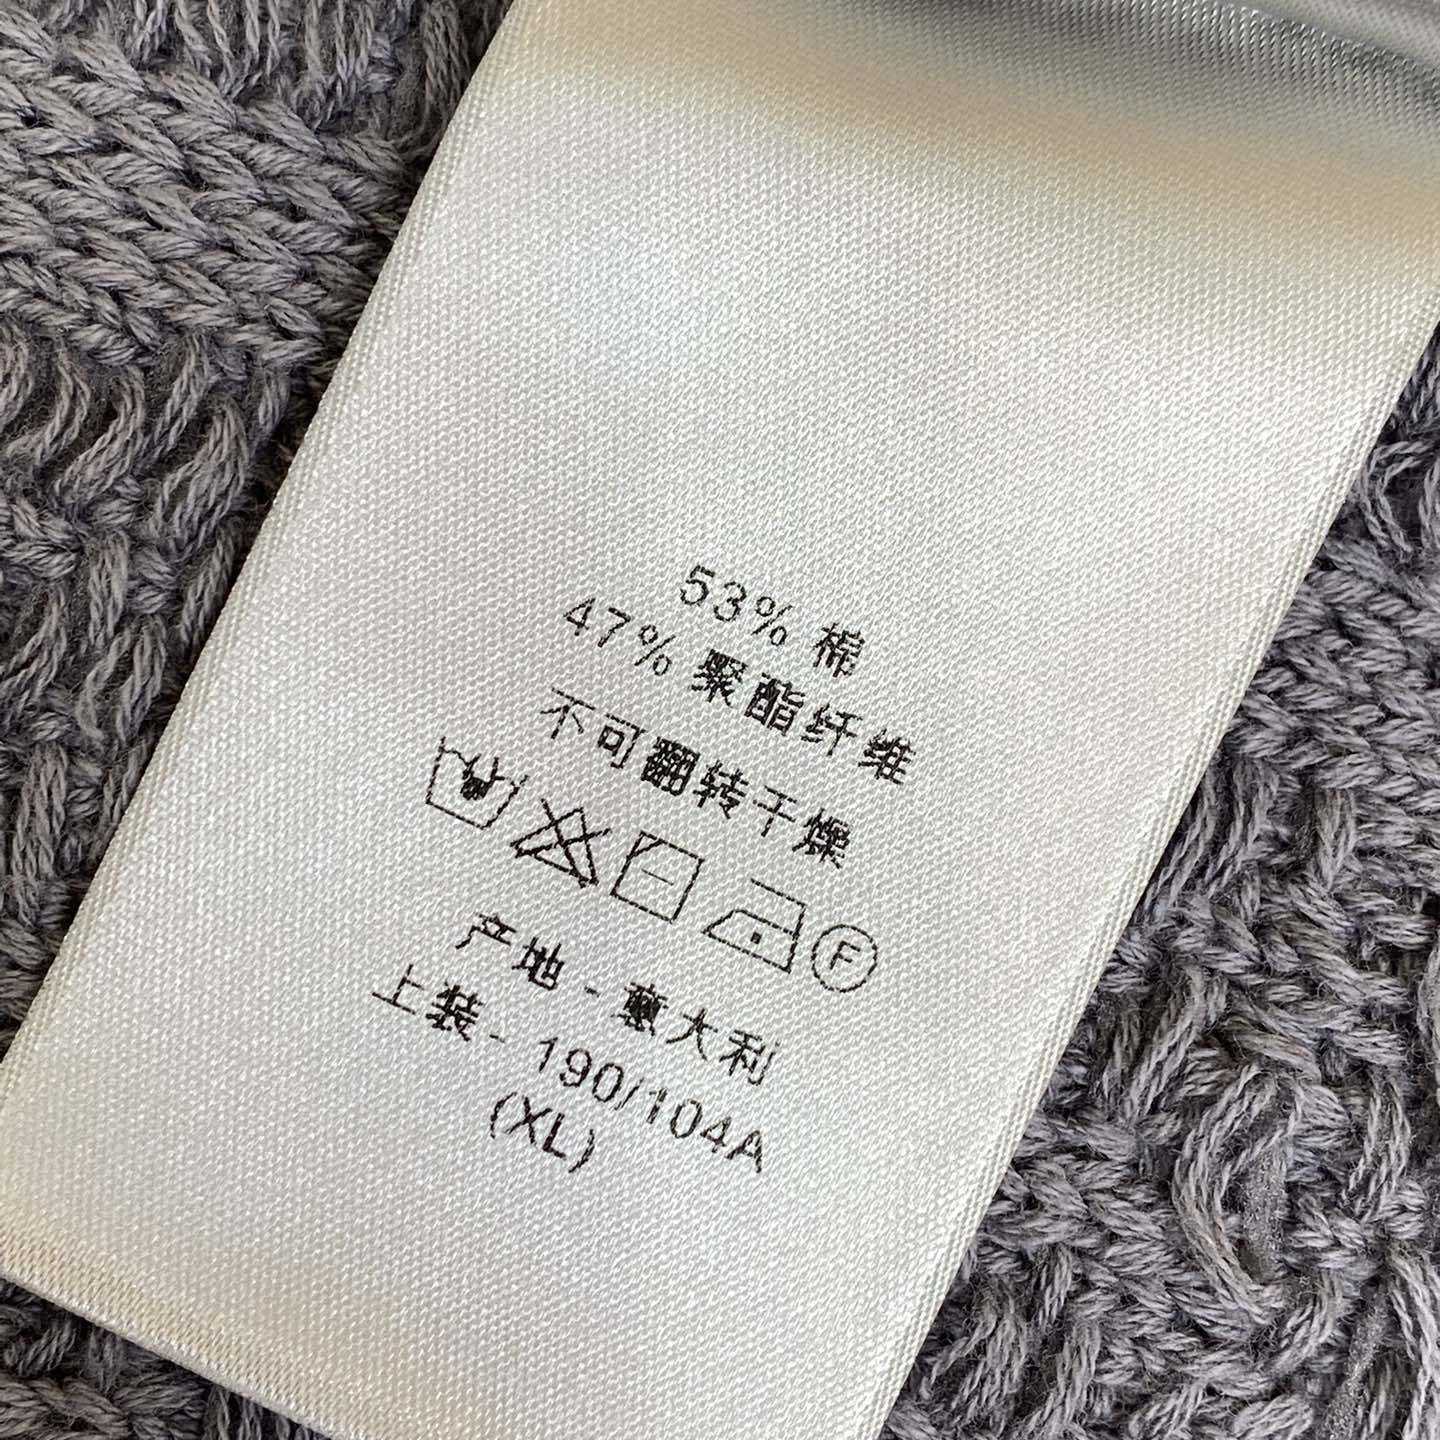 53% 棉
47% 聚酯纤维
不可翻转干燥
F
产地 - 意大利
上装 - 190/104A
(XL)